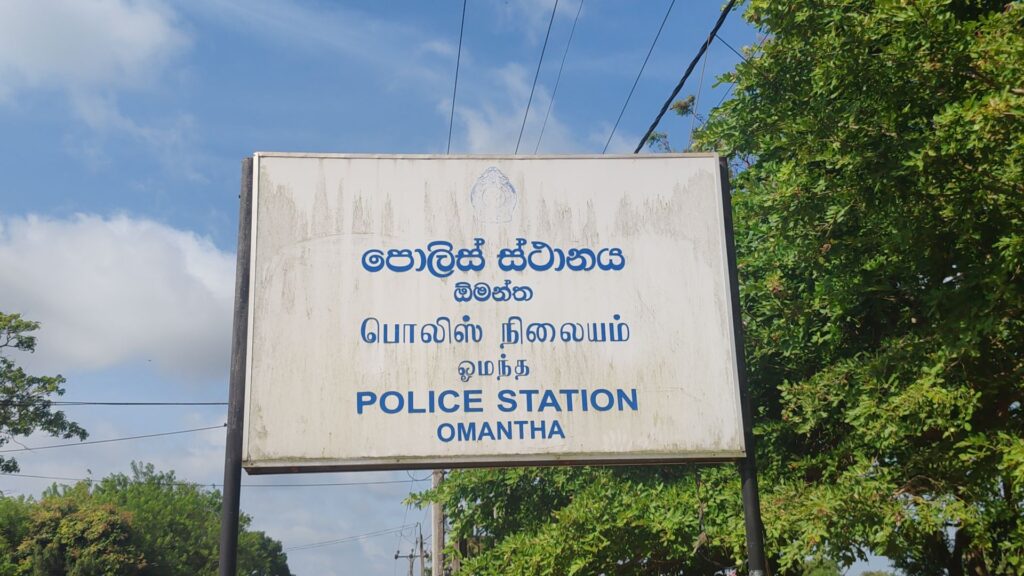 පොලිස් ස්ථානය
ඕමන්ත
பொலிஸ் நிலையம்
ஓமந்த
POLICE STATION
OMANTHA